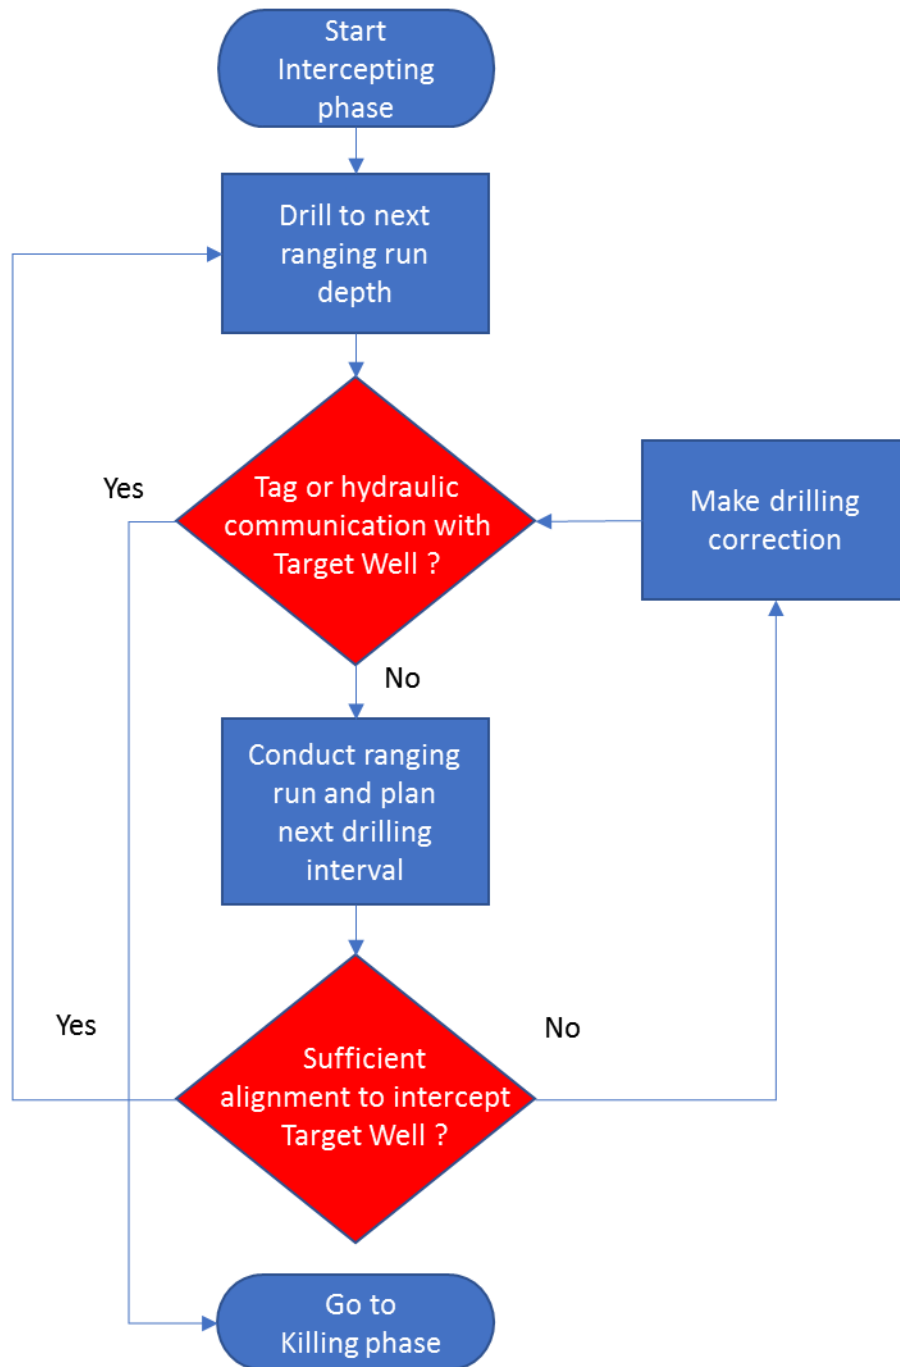 Start
Intercepting
phase
Drill to next
ranging run
depth
Yes
Tag or hydraulic
communication with
Target Well ?
Make drilling
correction
No
Conduct ranging
run and plan
next drilling
interval
Yes
No
Sufficient
alignment to intercept
Target Well ?
Go to
Killing phase